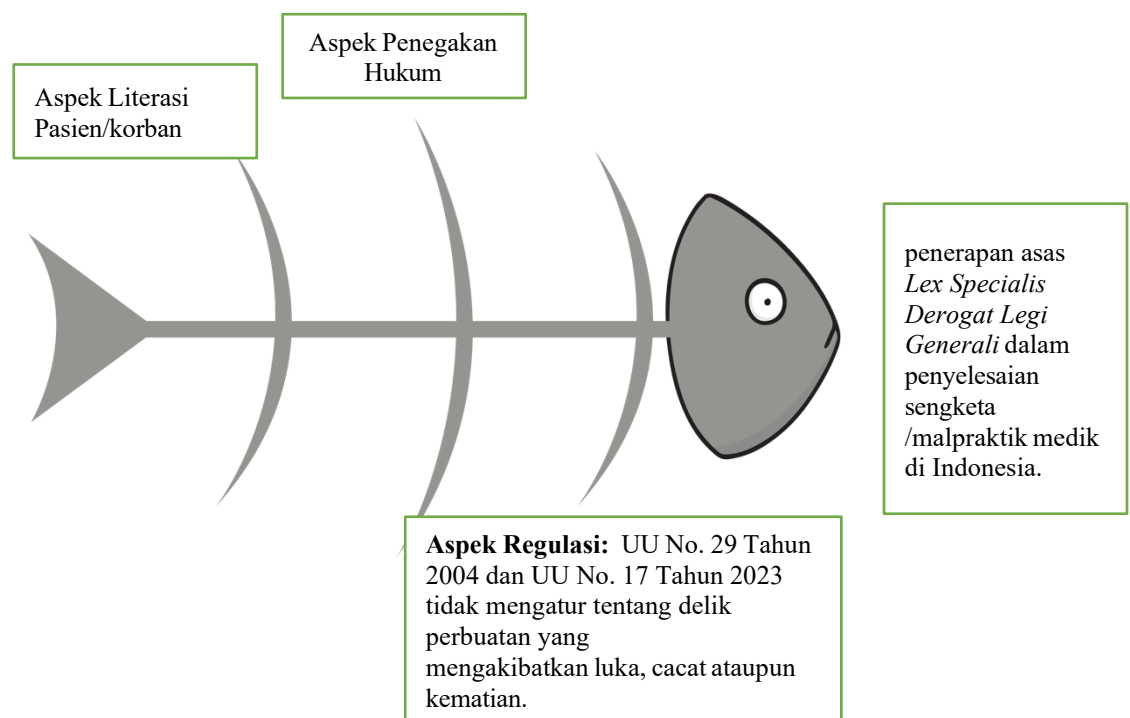 Aspek Penegakan
Hukum
Aspek Literasi
Pasien/korban
penerapan asas
Lex Specialis
Derogat Legi
Generali dalam
penyelesaian
sengketa
/malpraktik medik
di Indonesia.
Aspek Regulasi: UU No. 29 Tahun
2004 dan UU No. 17 Tahun 2023
tidak mengatur tentang delik
perbuatan yang
mengakibatkan luka, cacat ataupun
kematian.